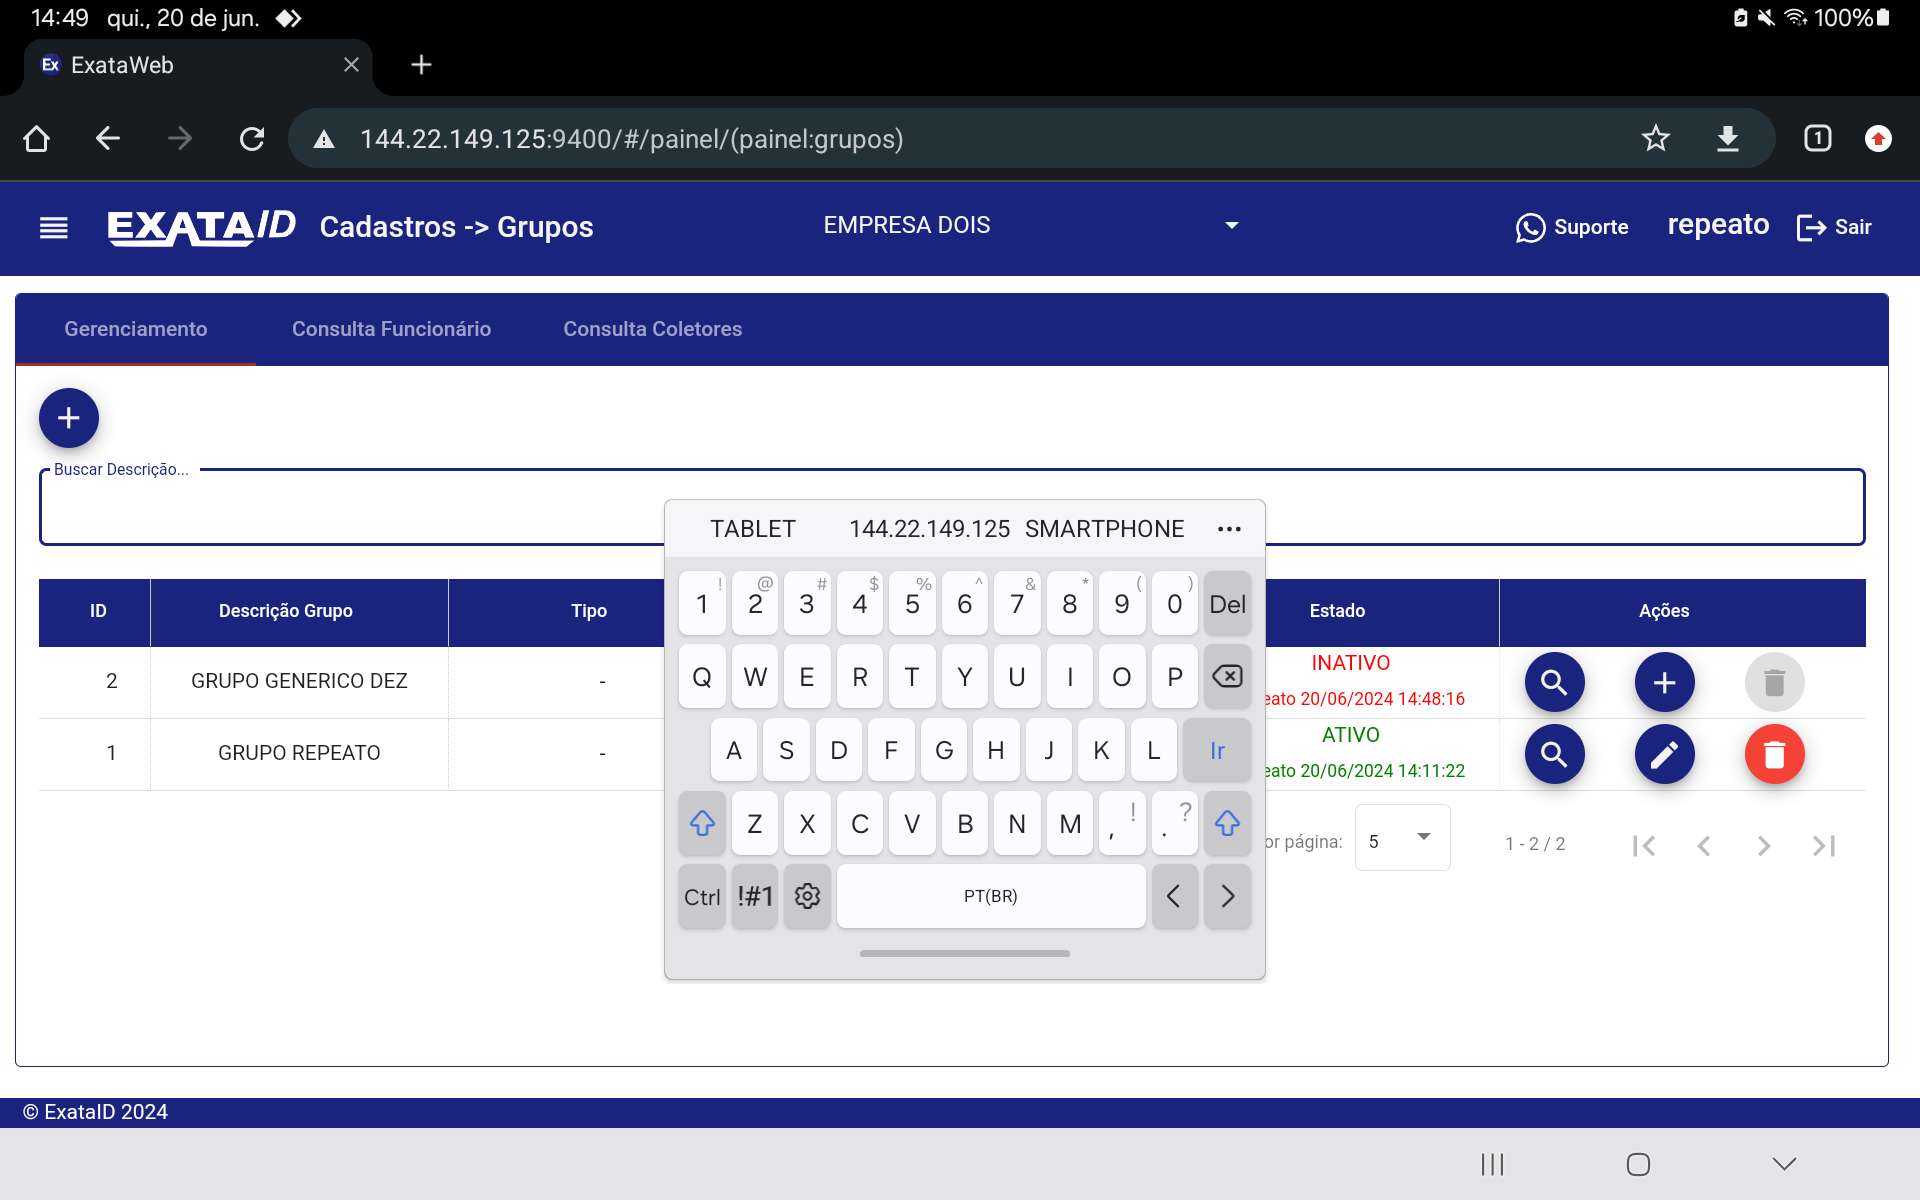 14:49 qui., 20 de jun. 100%
Ex ExataWeb
144.22.149.125:9400/#/painel/(painel:grupos) 1
EXATAID Cadastros -> Grupos EMPRESA DOIS Suporte repeato Sair
Gerenciamento Consulta Funcionário Consulta Coletores
Buscar Descrição...
TABLET 144.22.149.125 SMARTPHONE
! @ # $ % ^ & * ( )
1 2 3 4 5 6 7 8 9 0 Del
Q W E R T Y U I O P
A S D F G H J K L Ir
Z X C V B N M , ! . ?
Ctrl !#1 PT(BR)
ID Descrição Grupo Tipo Estado Ações
2 GRUPO GENERICO DEZ - INATIVO
eato 20/06/2024 14:48:16
1 GRUPO REPEATO - ATIVO
eato 20/06/2024 14:11:22
or página: 5 1 - 2 / 2
© ExataID 2024